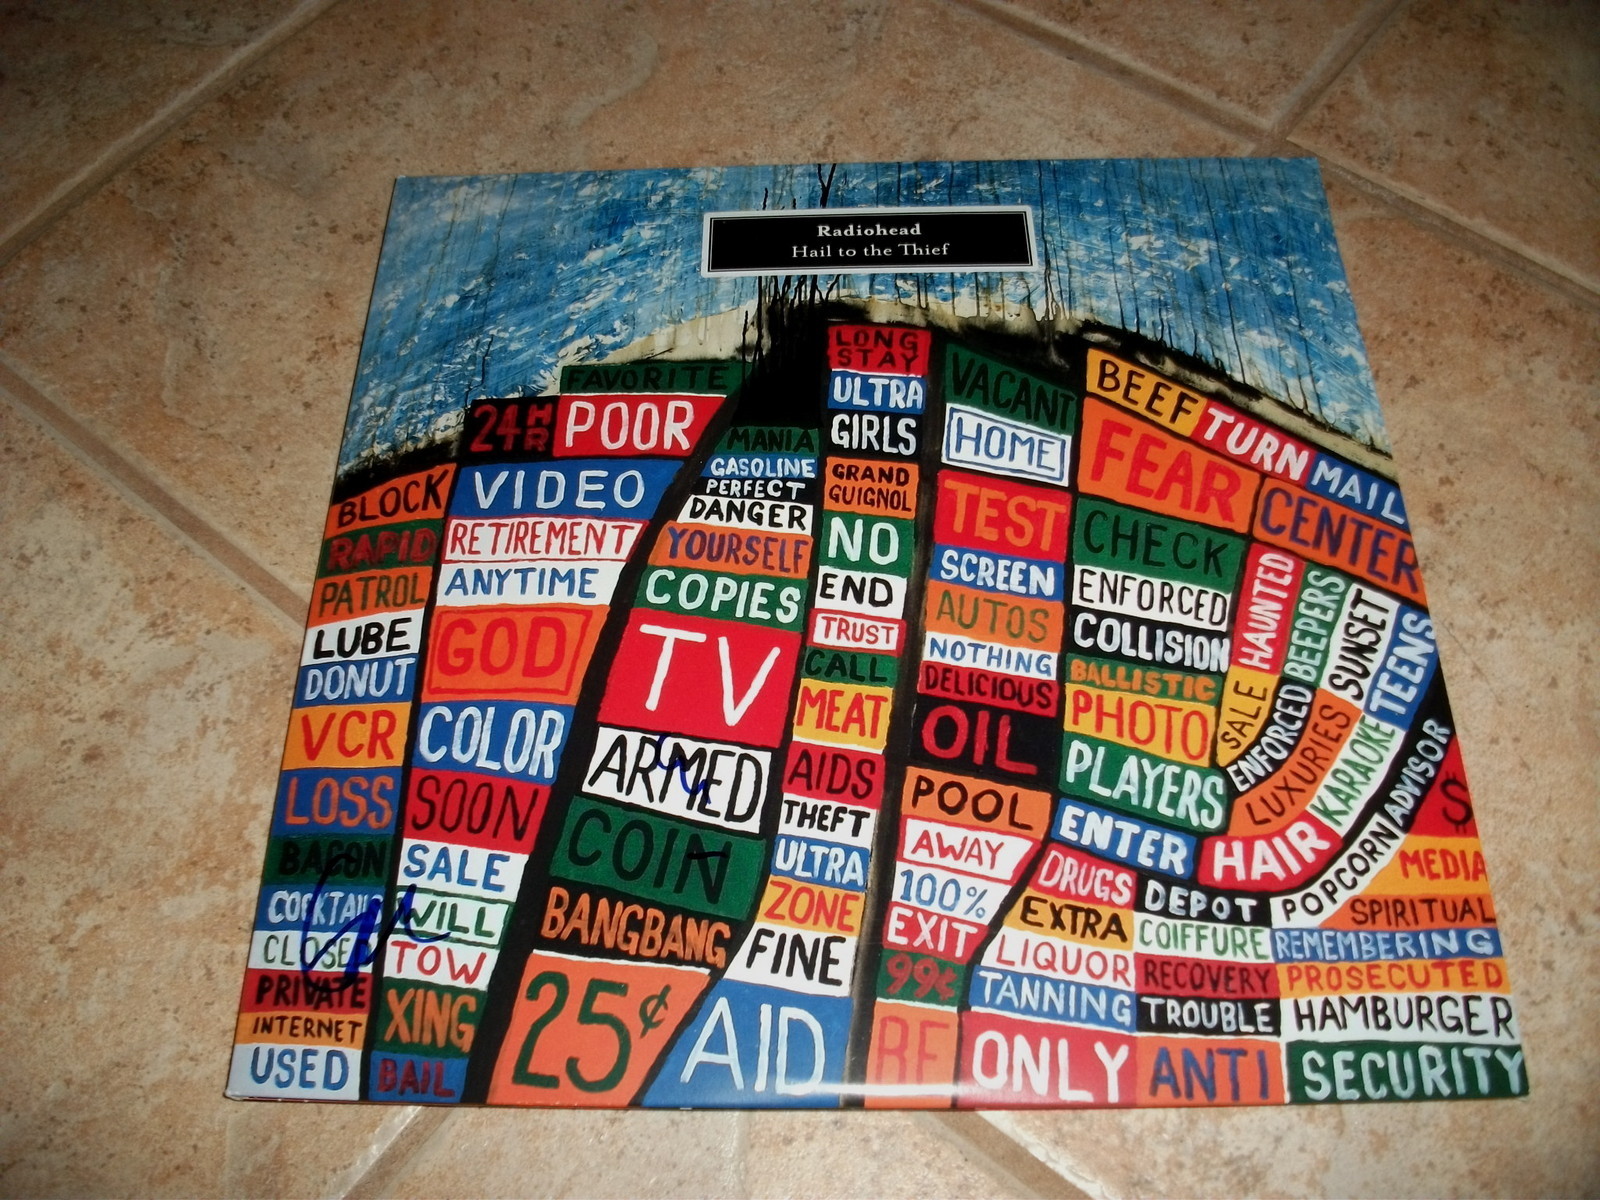 Radiohead
Hail to the Thief
FAVORITE
24HR POOR
VIDEO
RETIREMENT
ANYTIME
GOD
COLOR
SOON
SALE
WILL
TOW
XING
BAIL
BLOCK
RAPID
PATROL
LUBE
DONUT
VCR
LOSS
BACON
COCKTAIL
CLOSED
PRIVATE
INTERNET
USED
MANIA
GASOLINE
PERFECT
DANGER
YOURSELF
COPIES
TV
ARMED
COIN
BANGBANG
25¢
LONG
STAY
ULTRA
GIRLS
GRAND
GUIGNOL
NO
END
TRUST
CALL
MEAT
AIDS
THEFT
ULTRA
ZONE
FINE
AID
VACANT
HOME
TEST
SCREEN
AUTOS
NOTHING
DELICIOUS
OIL
POOL
AWAY
100%
EXIT
99¢
RF
BEEF TURN MAIL
FEAR CENTER
CHECK
ENFORCED
COLLISION
BALLISTIC
PHOTO
PLAYERS
ENTER
HAIR
SALE HAUNTED
ENFORCED BEEPERS
LUXURIES SUNSET
KARAOKE TEENS
POPCORN ADVISOR
$
MEDIA
SPIRITUAL
REMEMBERING
PROSECUTED
HAMBURGER
SECURITY
DRUGS
EXTRA
LIQUOR
TANNING
ONLY
DEPOT
COIFFURE
RECOVERY
TROUBLE
ANTI